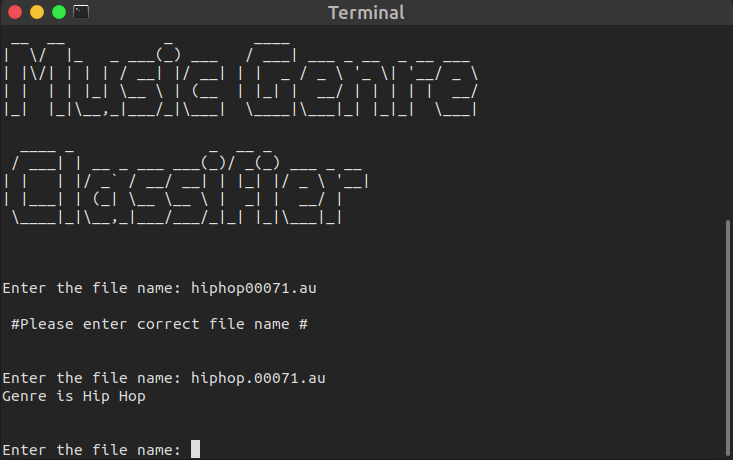 Terminal
Music Genre
Classifier
Enter the file name: hiphop00071.au
#Please enter correct file name #
Enter the file name: hiphop.00071.au
Genre is Hip Hop
Enter the file name: